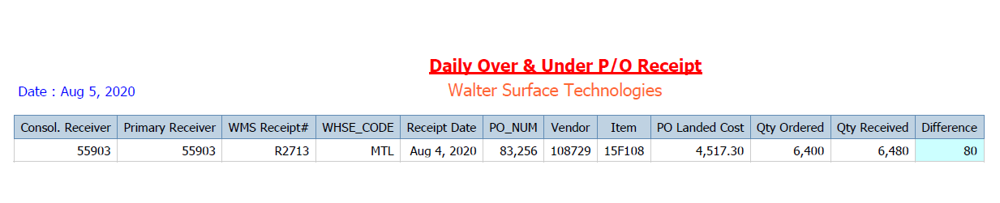 Daily Over & Under P/O Receipt
Date : Aug 5, 2020 Walter Surface Technologies
Consol. Receiver Primary Receiver WMS Receipt# WHSE_CODE Receipt Date PO_NUM Vendor Item PO Landed Cost Qty Ordered Qty Received Difference
55903 55903 R2713 MTL Aug 4, 2020 83,256 108729 15F108 4,517.30 6,400 6,480 80